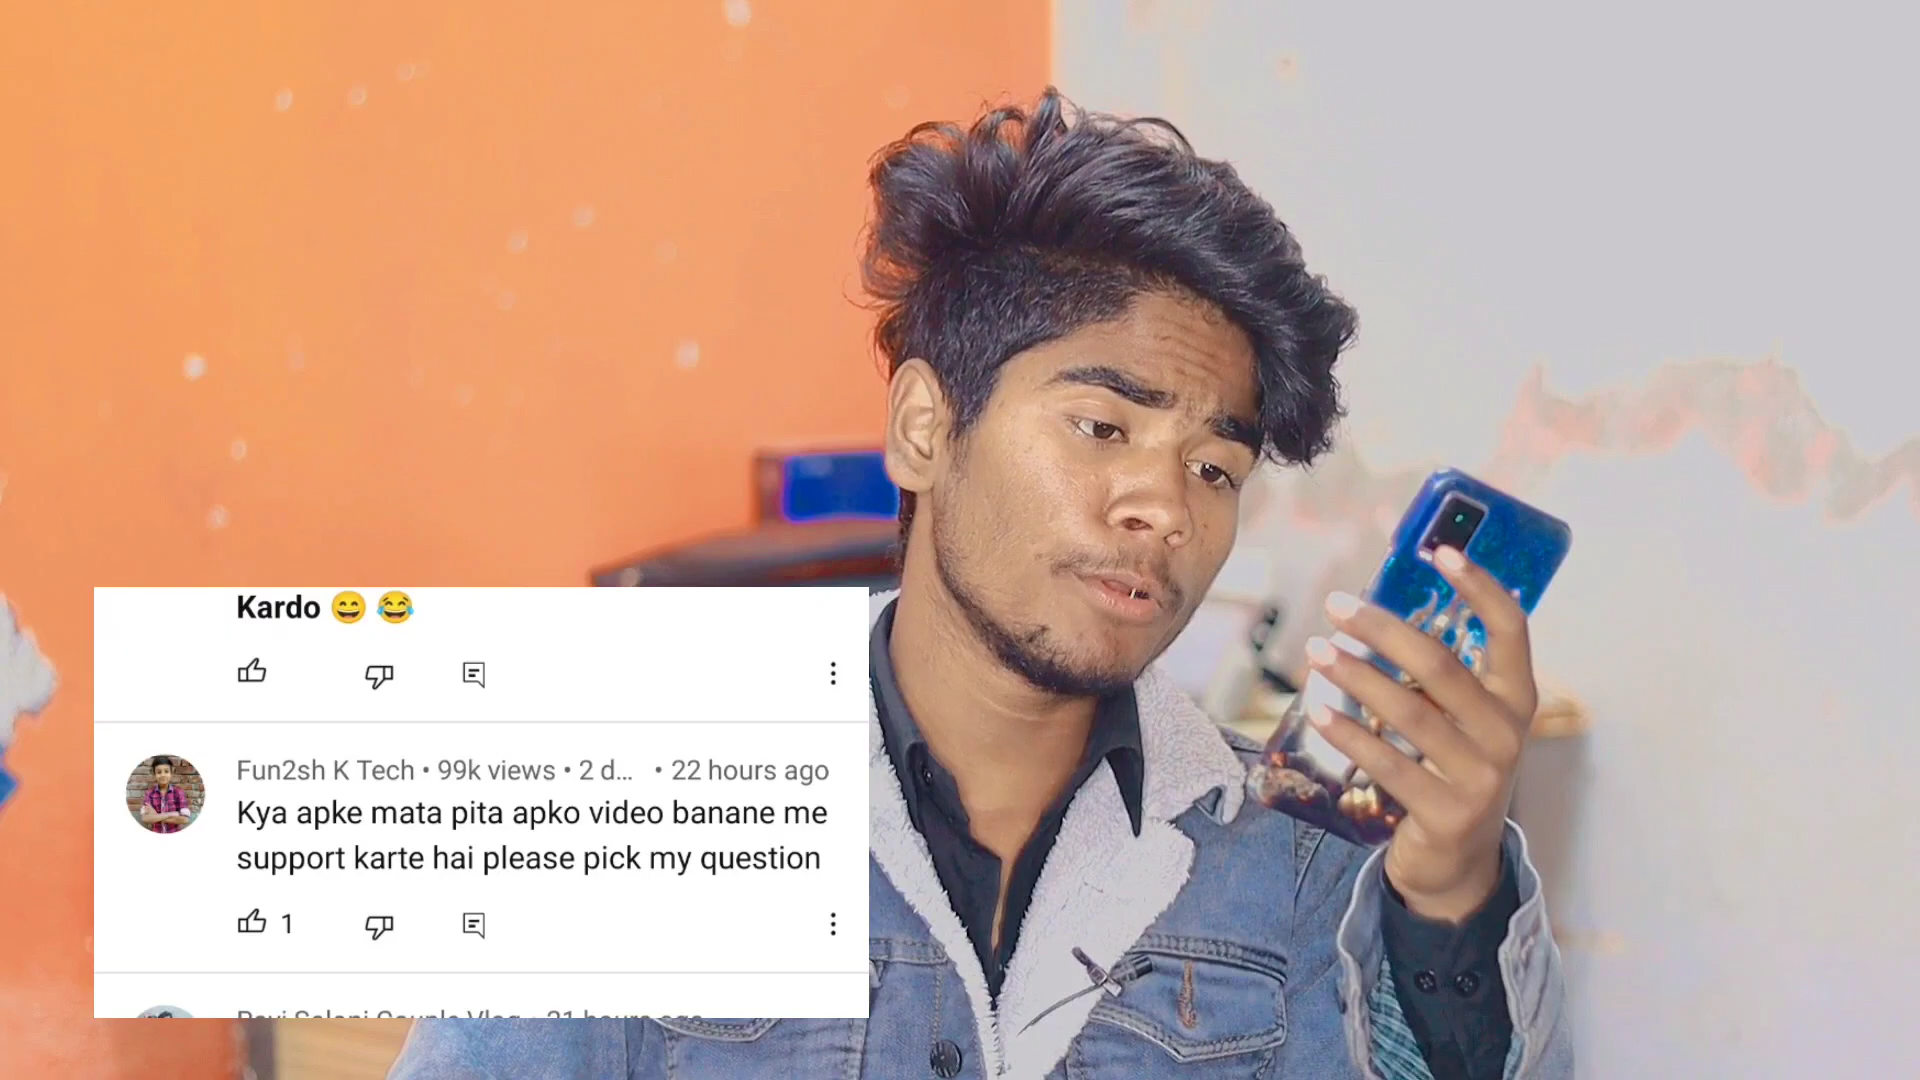 Kardo 😄 😂
Fun2sh K Tech • 99k views • 2 d... • 22 hours ago
Kya apke mata pita apko video banane me
support karte hai please pick my question
1